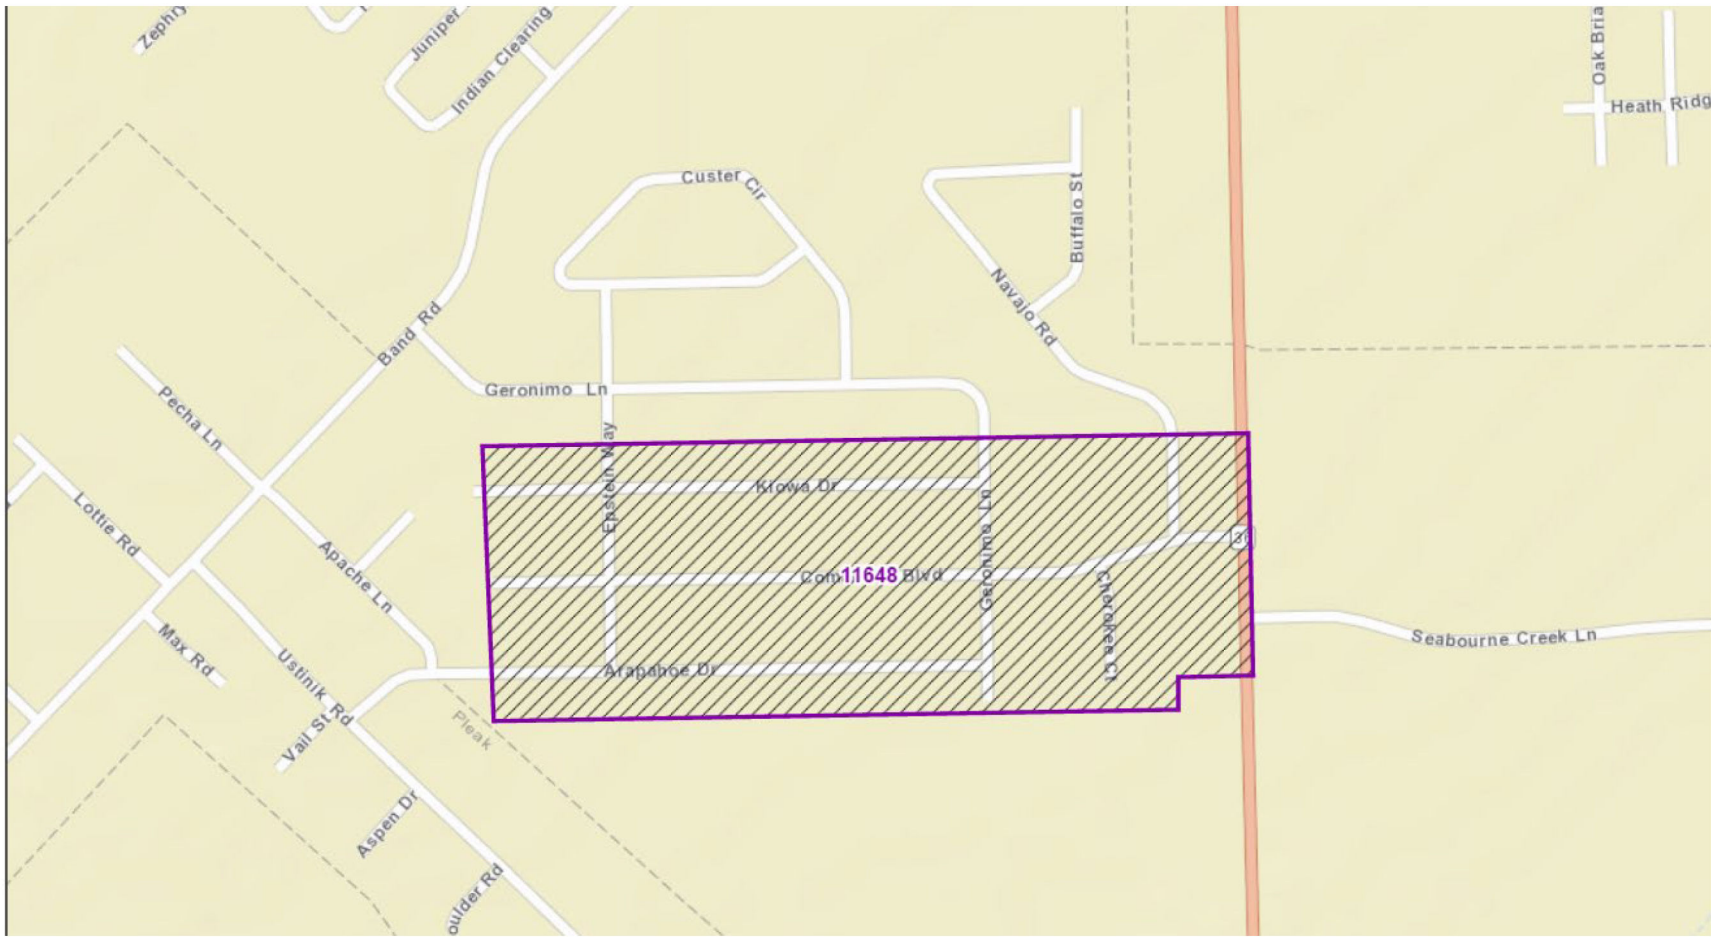 Zephry
Juniper
Indian Clearing
Oak Bria
Heath Ridg
Custer Cir
Buffalo St
Navajo Rd
Band Rd
Geronimo Ln
Pecha Ln
Epstein Way
Kiowa Dr
Lottie Rd
Geronimo Ln
Apache Ln
Com
11648
Blvd
Cherokee Ct
Max Rd
Seabourne Creek Ln
Ustinik Rd
Arapahoe Dr
Vail St
Pleak
Aspen Dr
oulder Rd